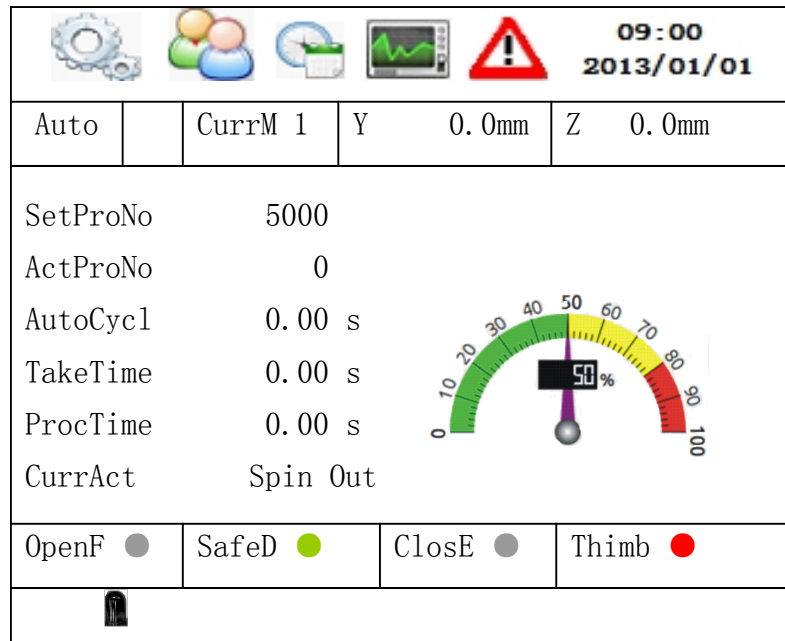 09:00
2013/01/01
Auto CurrM 1 Y 0.0mm Z 0.0mm
SetProNo 5000
ActProNo 0
AutoCycl 0.00 s
TakeTime 0.00 s
ProcTime 0.00 s
CurrAct Spin Out
0 10 20 30 40 50 60 70 80 90 100
50 %
OpenF SafeD ClosE Thimb